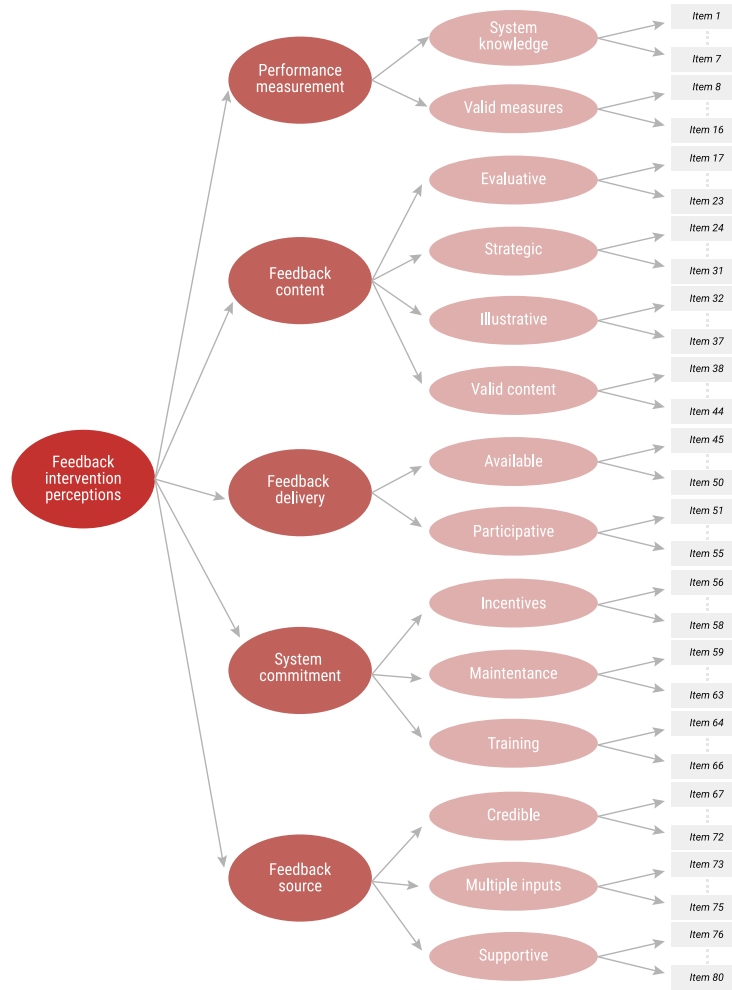 Feedback
intervention
perceptions
Performance
measurement
System
knowledge
Item 1
Item 7
Valid measures
Item 8
Item 16
Feedback
content
Evaluative
Item 17
Item 23
Strategic
Item 24
Item 31
Illustrative
Item 32
Item 37
Valid content
Item 38
Item 44
Feedback
delivery
Available
Item 45
Item 50
Participative
Item 51
Item 55
System
commitment
Incentives
Item 56
Item 58
Maintentance
Item 59
Item 63
Training
Item 64
Item 66
Feedback
source
Credible
Item 67
Item 72
Multiple inputs
Item 73
Item 75
Supportive
Item 76
Item 80